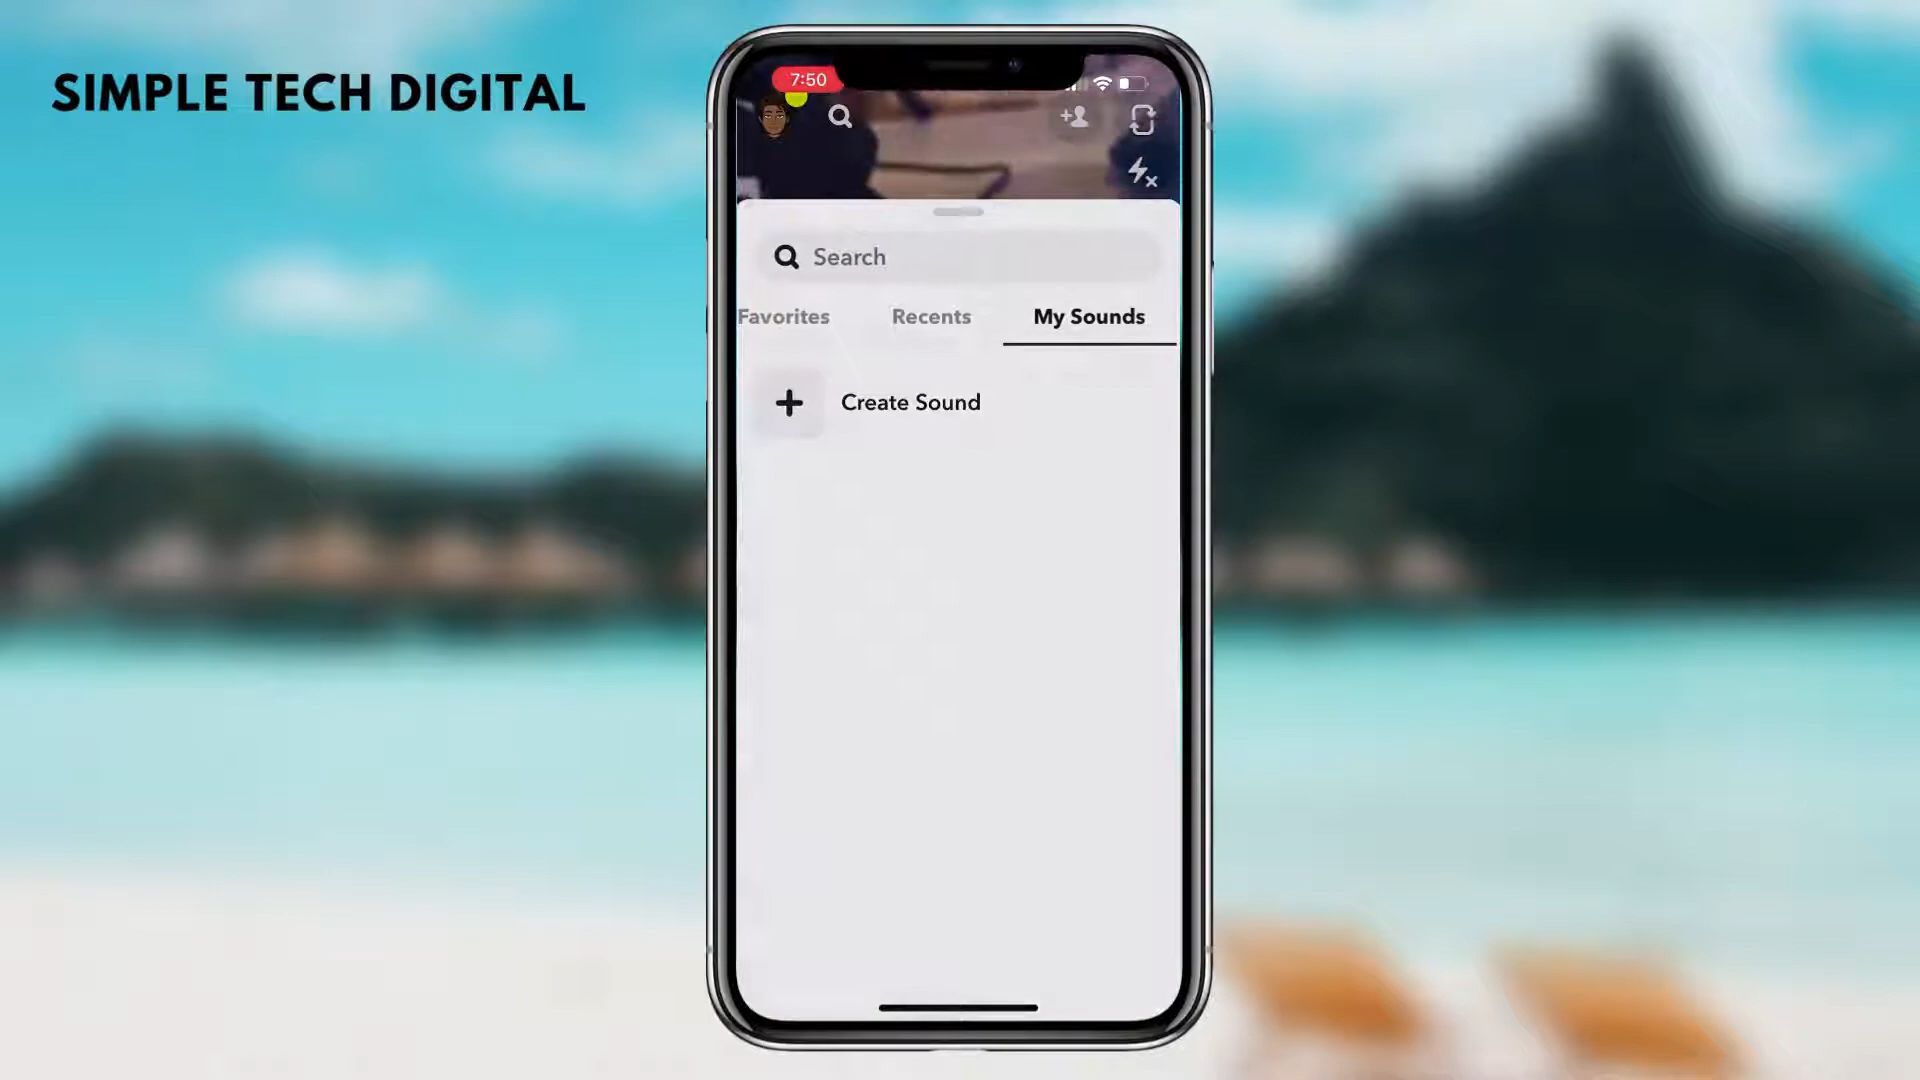 SIMPLE TECH DIGITAL
7:50
Search
Favorites Recents My Sounds
Create Sound